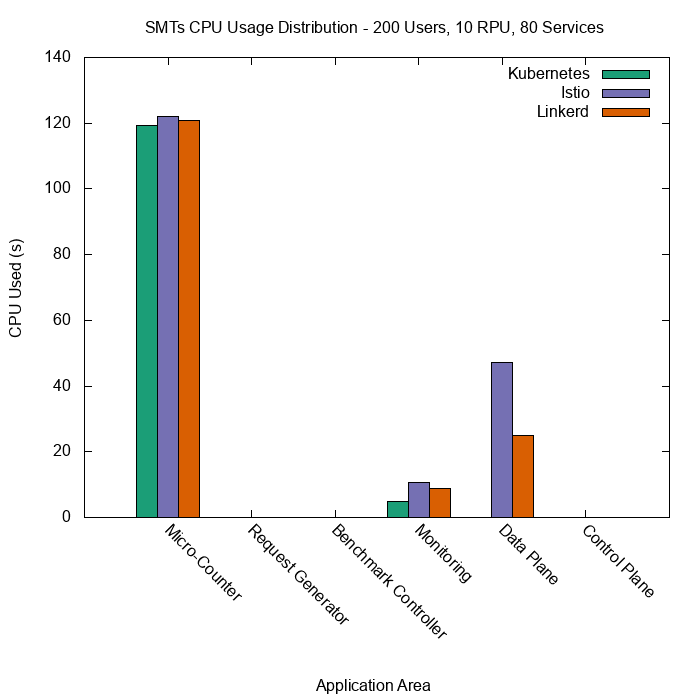 SMTs CPU Usage Distribution - 200 Users, 10 RPU, 80 Services
Kubernetes
Istio
Linkerd
140
120
100
80
60
40
20
0
CPU Used (s)
Micro-Counter
Request Generator
Benchmark Controller
Monitoring
Data Plane
Control Plane
Application Area